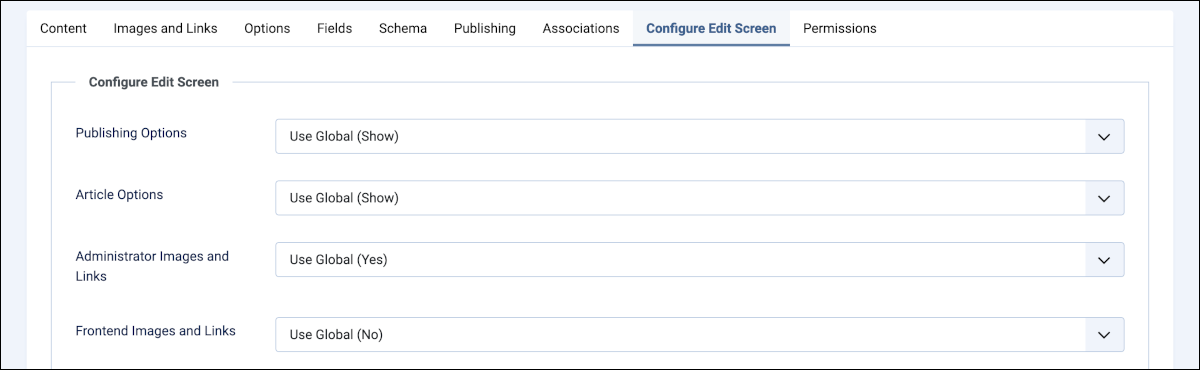 Content Images and Links Options Fields Schema Publishing Associations Configure Edit Screen Permissions
Configure Edit Screen
Publishing Options Use Global (Show)
Article Options Use Global (Show)
Administrator Images and
Links Use Global (Yes)
Frontend Images and Links Use Global (No)